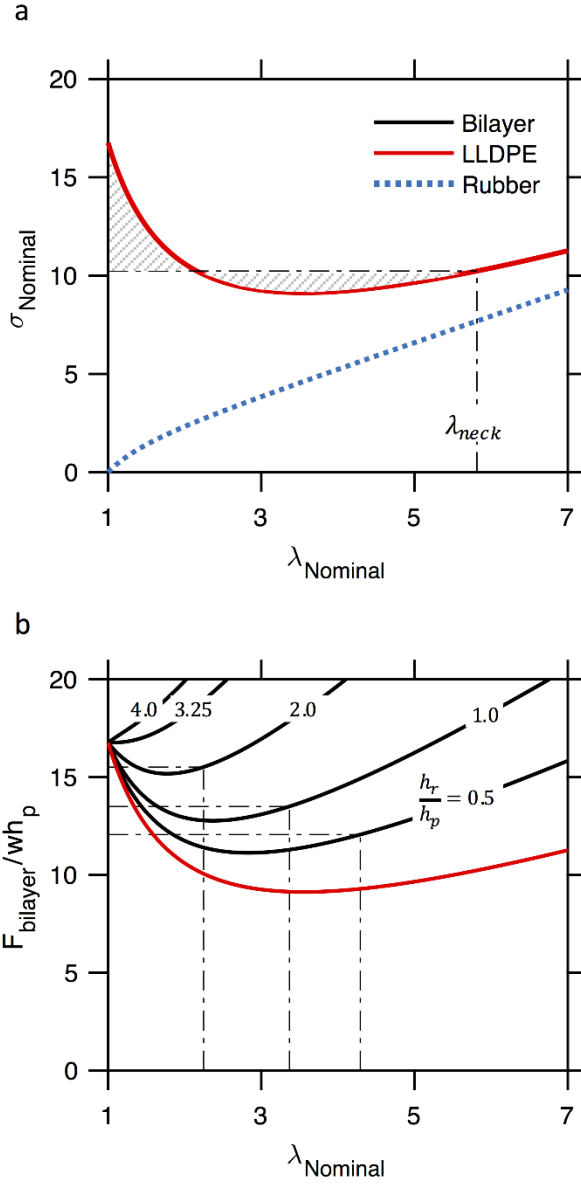 a
20
15
10
5
0
σNominal
Bilayer
LLDPE
Rubber
λneck
1 3 5 7
λNominal
b
20
15
10
5
0
Fbilayer/whp
4.0 3.25 2.0 1.0
hr/hp = 0.5
1 3 5 7
λNominal